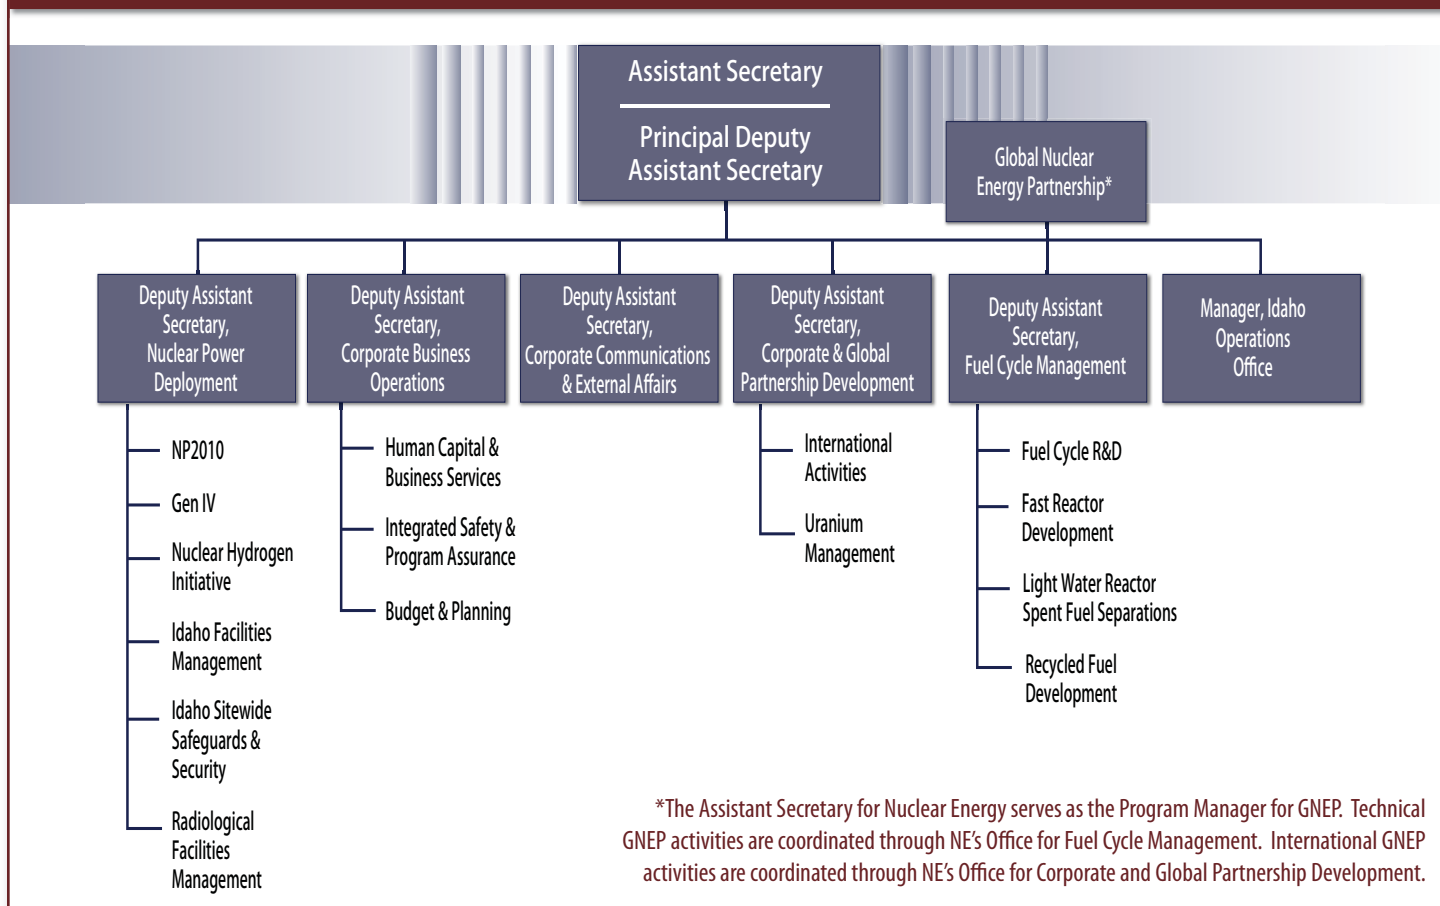 Assistant Secretary
Principal Deputy
Assistant Secretary
Global Nuclear
Energy Partnership*
Deputy Assistant
Secretary,
Nuclear Power
Deployment
Deputy Assistant
Secretary,
Corporate Business
Operations
Deputy Assistant
Secretary,
Corporate Communications
& External Affairs
Deputy Assistant
Secretary,
Corporate & Global
Partnership Development
Deputy Assistant
Secretary,
Fuel Cycle Management
Manager, Idaho
Operations
Office
NP2010
Gen IV
Nuclear Hydrogen
Initiative
Idaho Facilities
Management
Idaho Sitewide
Safeguards &
Security
Radiological
Facilities
Management
Human Capital &
Business Services
Integrated Safety &
Program Assurance
Budget & Planning
International
Activities
Uranium
Management
Fuel Cycle R&D
Fast Reactor
Development
Light Water Reactor
Spent Fuel Separations
Recycled Fuel
Development
*The Assistant Secretary for Nuclear Energy serves as the Program Manager for GNEP. Technical
GNEP activities are coordinated through NE's Office for Fuel Cycle Management. International GNEP
activities are coordinated through NE's Office for Corporate and Global Partnership Development.